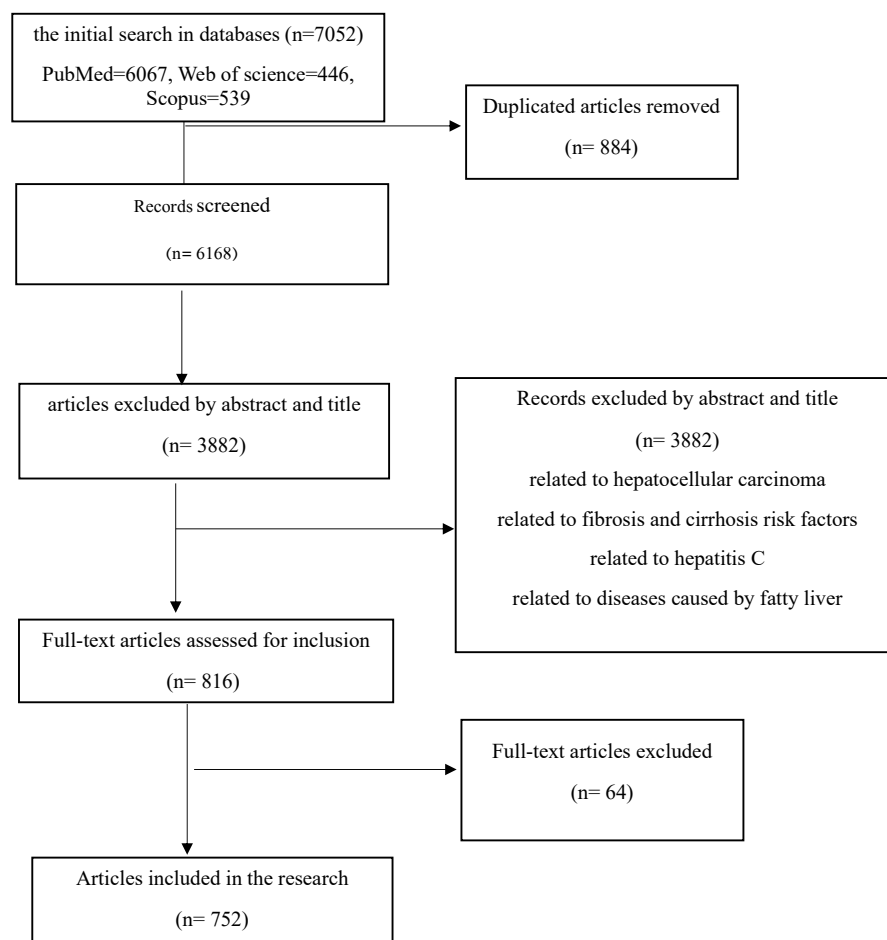 the initial search in databases (n=7052)
PubMed=6067, Web of science=446,
Scopus=539
Duplicated articles removed
(n= 884)
Records screened
(n= 6168)
articles excluded by abstract and title
(n= 3882)
Records excluded by abstract and title
(n= 3882)
related to hepatocellular carcinoma
related to fibrosis and cirrhosis risk factors
related to hepatitis C
related to diseases caused by fatty liver
Full-text articles assessed for inclusion
(n= 816)
Full-text articles excluded
(n= 64)
Articles included in the research
(n= 752)